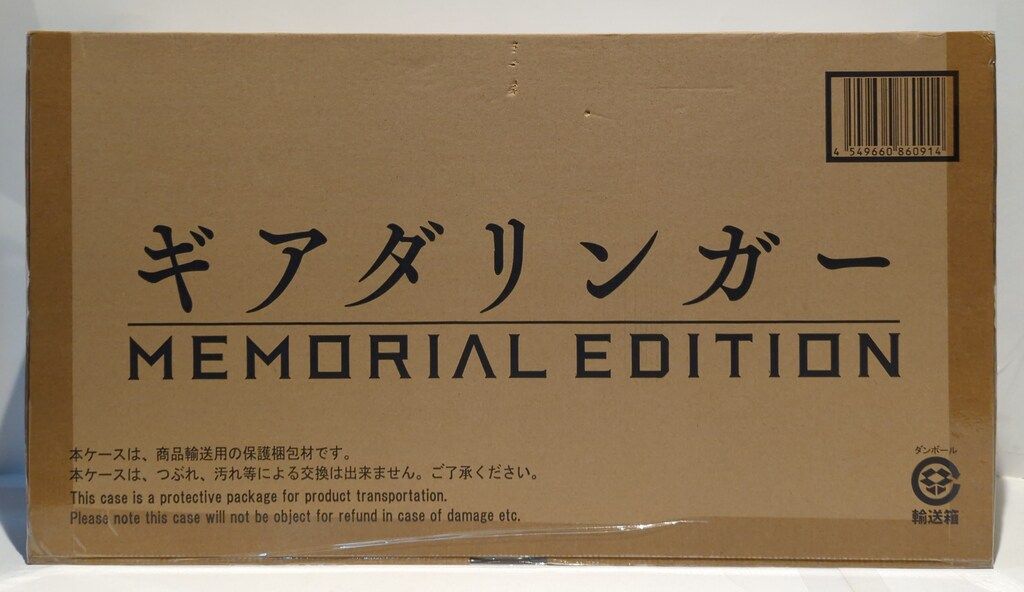 4 549660 860914
ギアダリンガー
MEMORIAL EDITION
本ケースは、商品輸送用の保護梱包材です。
本ケースは、つぶれ、汚れ等による交換は出来ません。ご了承ください。
This case is a protective package for product transportation.
Please note this case will not be object for refund in case of damage etc.
ダンボール
輸送箱